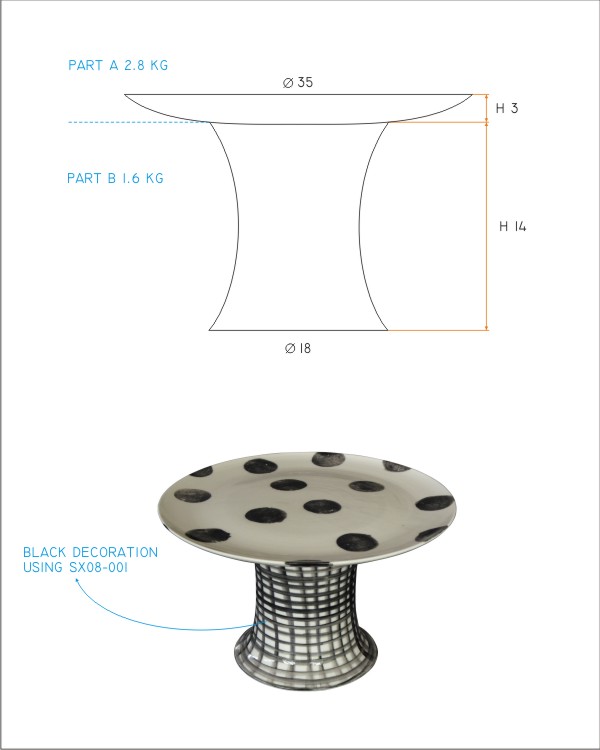 PART A 2.8 KG
Ø 35
H 3
PART B 1.6 KG
H 14
Ø 18
BLACK DECORATION
USING SX08-001